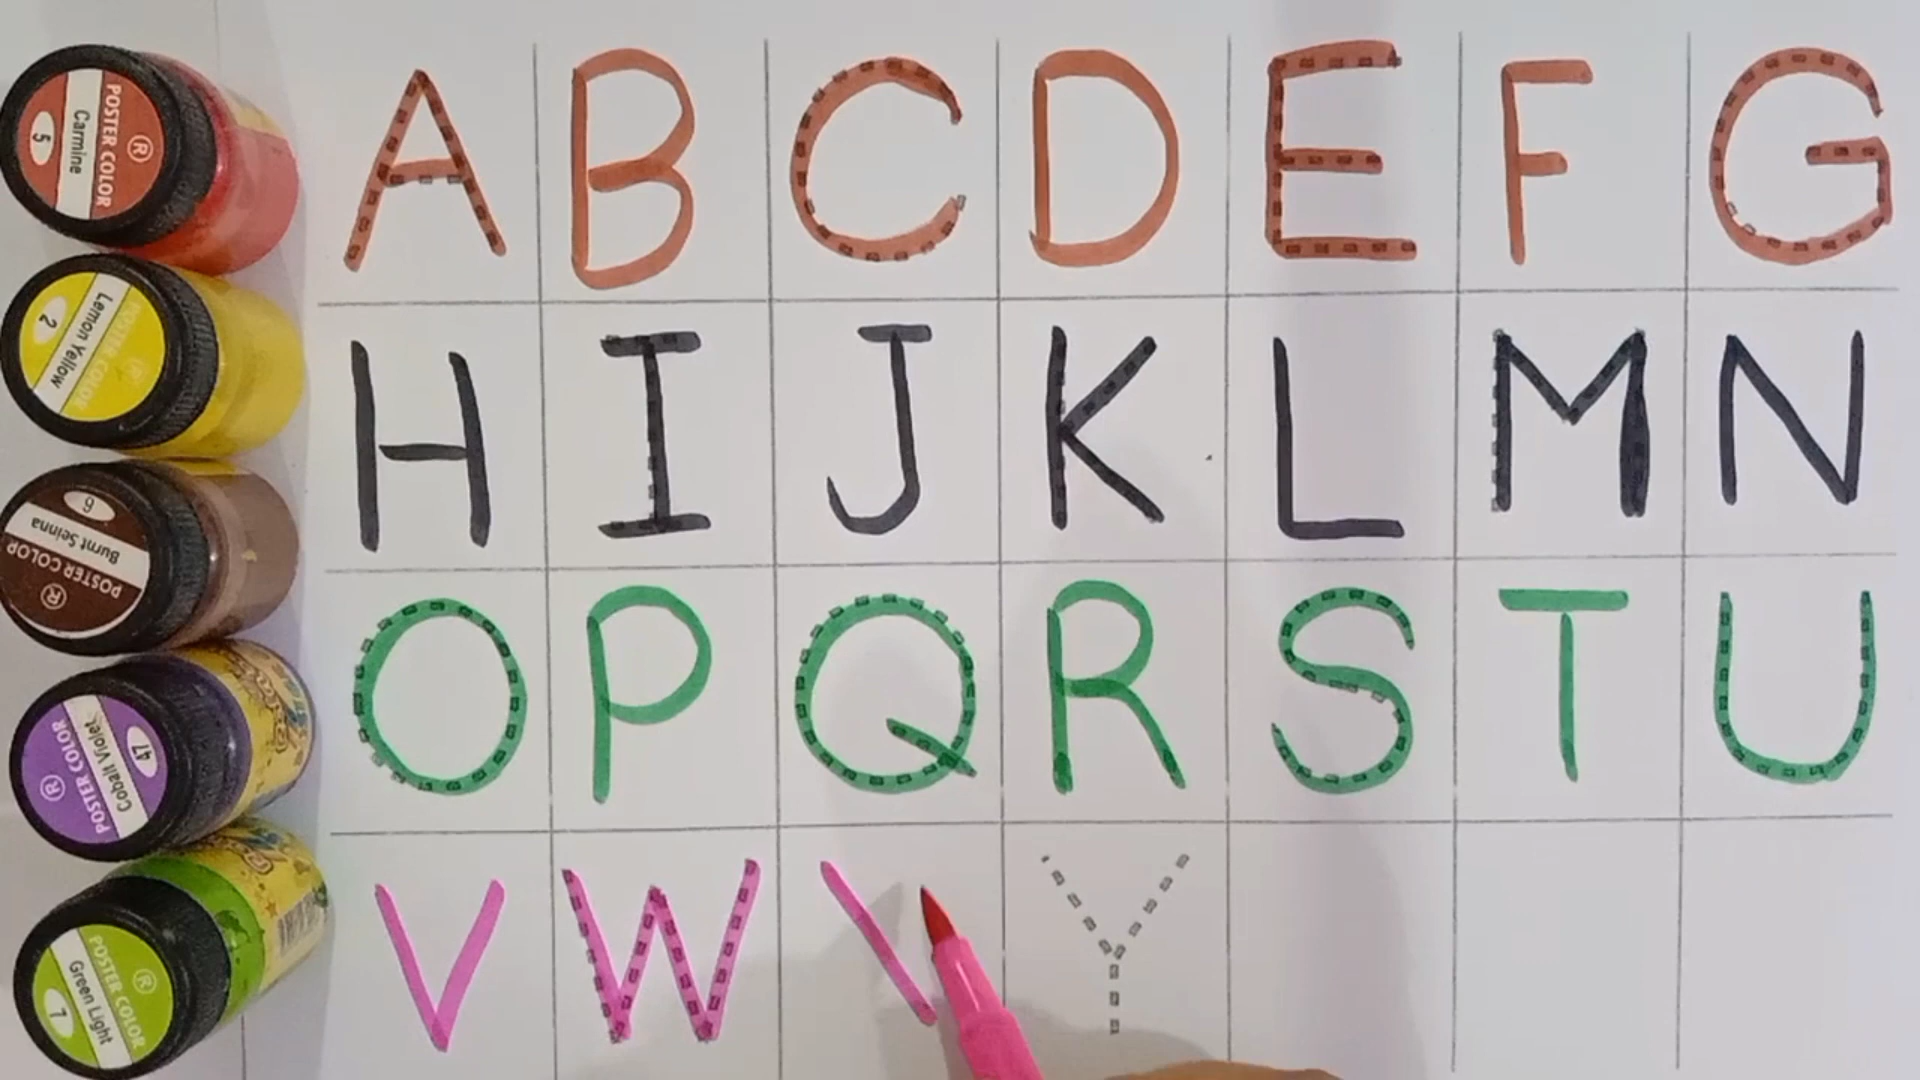 A B C D E F G
H I J K L M N
O P Q R S T U
V W \ Y
POSTER COLOR ®
Carmine
5
POSTER COLOR ®
Lemon Yellow
2
POSTER COLOR ®
Burnt Seinna
6
POSTER COLOR ®
Cobalt Violet
47
POSTER COLOR ®
Green Light
7